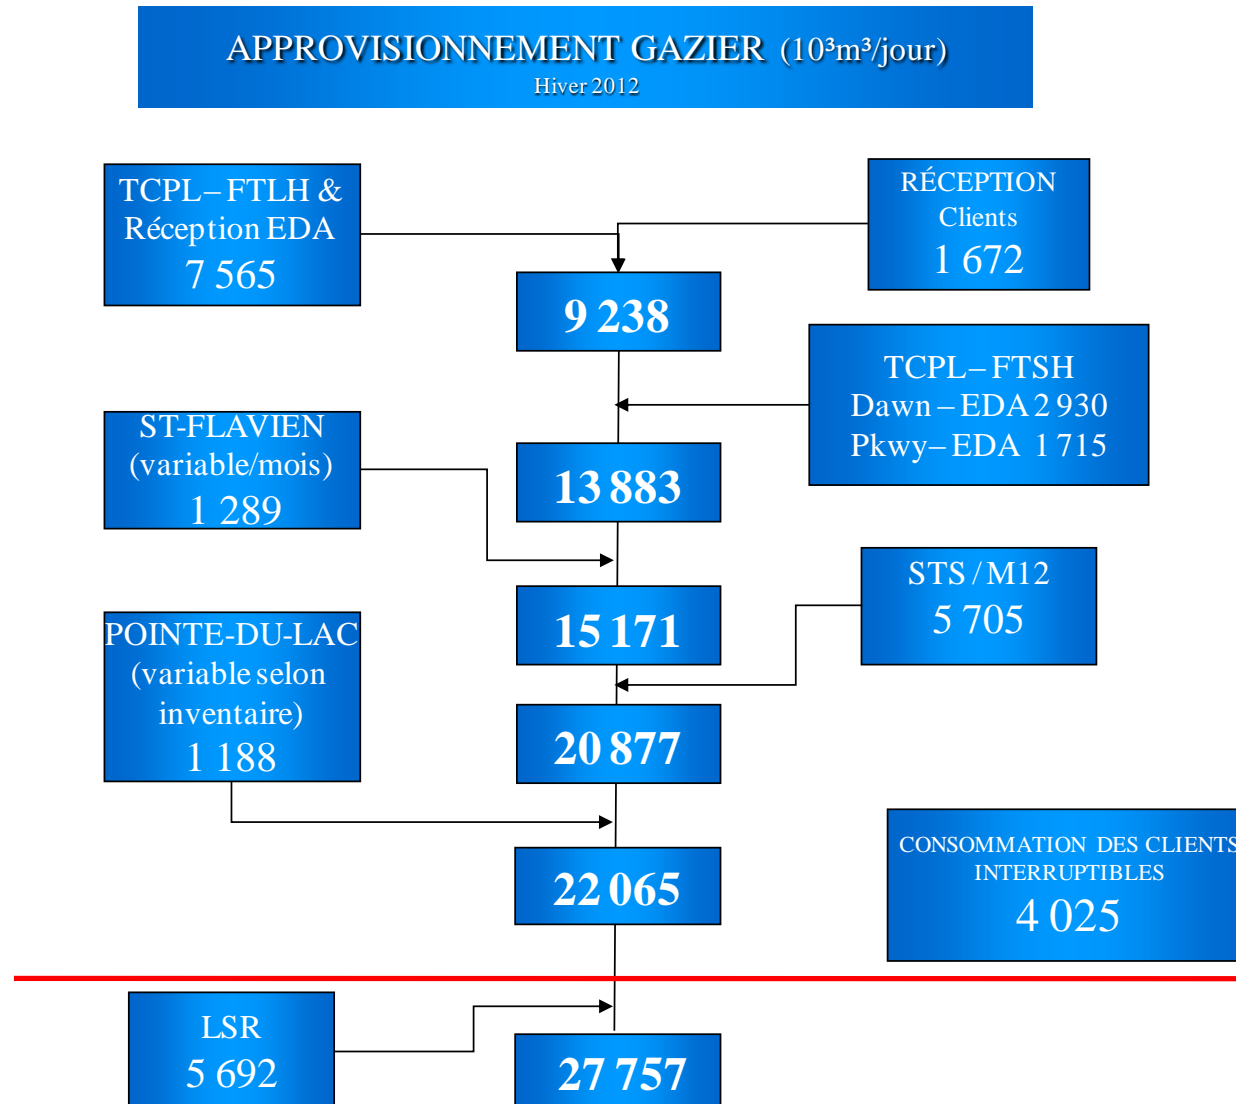 APPROVISIONNEMENT GAZIER (10³m³/jour)
Hiver 2012
TCPL– FTLH &
Réception EDA
7 565
RÉCEPTION
Clients
1 672
9 238
TCPL– FTSH
Dawn – EDA 2 930
Pkwy– EDA 1 715
ST-FLAVIEN
(variable/mois)
1 289
13 883
STS / M12
5 705
15 171
POINTE-DU-LAC
(variable selon
inventaire)
1 188
20 877
22 065
CONSOMMATION DES CLIENTS
INTERRUPTIBLES
4 025
LSR
5 692
27 757